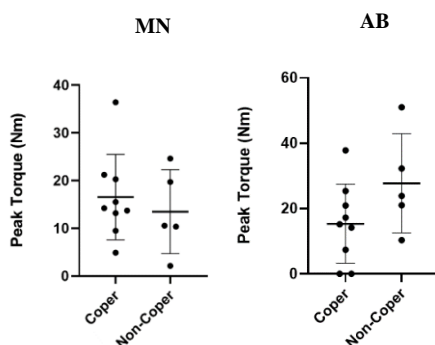 MN
Peak Torque (Nm)
40
30
20
10
0
Coper
Non-Coper
AB
Peak Torque (Nm)
60
40
20
0
Coper
Non-Coper